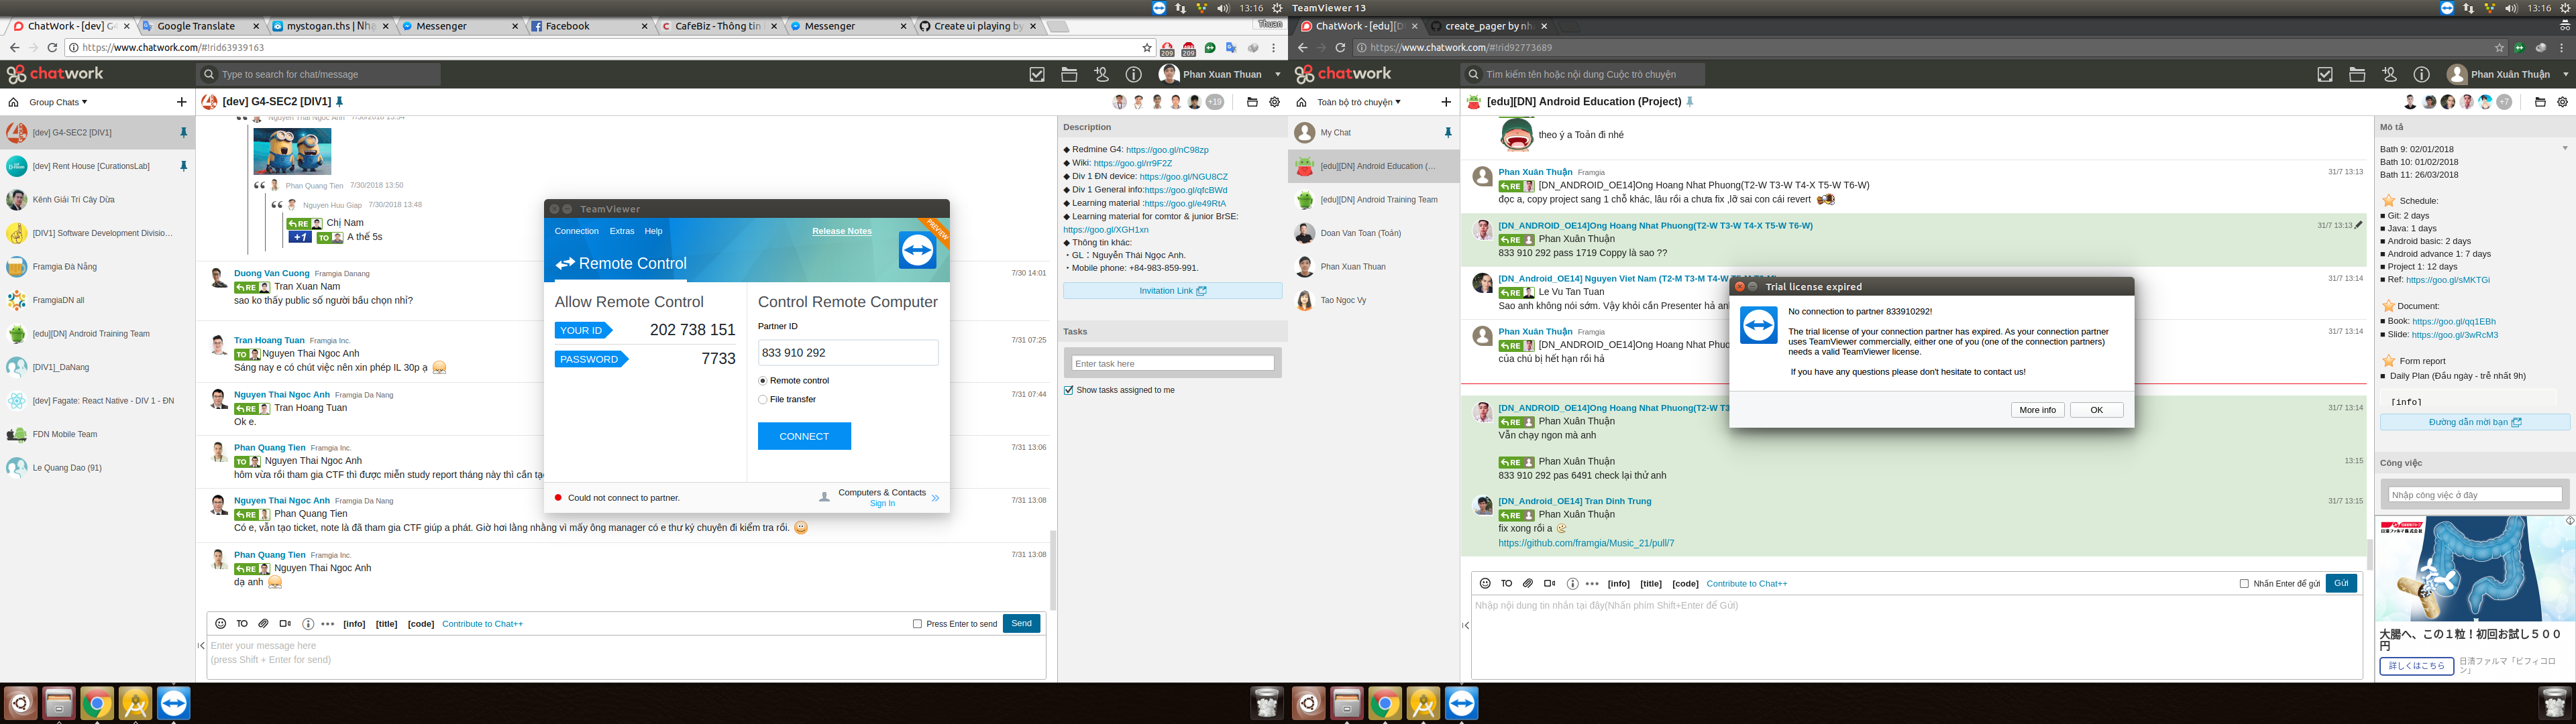 13:16
TeamViewer 13
13:16
ChatWork - [dev] G4
Google Translate
mystogan.ths | Nhạ
Messenger
Facebook
CafeBiz - Thông tin
Messenger
Create ui playing by
Thuan
ChatWork - [edu][D
create_pager by nh
https://www.chatwork.com/#!rid63939163
209
209
https://www.chatwork.com/#!rid92773689
chatwork
Type to search for chat/message
Phan Xuan Thuan
Group Chats
[dev] G4-SEC2 [DIV1]
[dev] Rent House [CurationsLab]
Kênh Giải Trí Cây Dừa
[DIV1] Software Development Divisio…
Framgia Đà Nẵng
FramgiaDN all
[edu][DN] Android Training Team
[DIV1]_DaNang
[dev] Fagate: React Native - DIV 1 - ĐN
FDN Mobile Team
Le Quang Dao (91)
[dev] G4-SEC2 [DIV1]
+19
Nguyen Thai Ngoc Anh 7/30/2018 13:54
Phan Quang Tien 7/30/2018 13:50
Nguyen Huu Giap 7/30/2018 13:48
RE Chị Nam
+1 TO A thế 5s
Duong Van Cuong Framgia Danang 7/30 14:01
RE Tran Xuan Nam
sao ko thấy public số người bầu chọn nhỉ?
Tran Hoang Tuan Framgia Inc. 7/31 07:25
TO Nguyen Thai Ngoc Anh
Sáng nay e có chút việc nên xin phép IL 30p ạ
Nguyen Thai Ngoc Anh Framgia Da Nang 7/31 07:44
RE Tran Hoang Tuan
Ok e.
Phan Quang Tien Framgia Inc. 7/31 13:06
TO Nguyen Thai Ngoc Anh
hôm vừa rồi tham gia CTF thì được miễn study report tháng này thì cần tạ
Nguyen Thai Ngoc Anh Framgia Da Nang 7/31 13:08
RE Phan Quang Tien
Có e, vẫn tạo ticket, note là đã tham gia CTF giúp a phát. Giờ hơi lằng nhằng vì mấy ông manager có e thư ký chuyên đi kiểm tra rồi.
Phan Quang Tien Framgia Inc. 7/31 13:08
RE Nguyen Thai Ngoc Anh
dạ anh
TO
[info] [title] [code] Contribute to Chat++
Press Enter to send
Send
Enter your message here
(press Shift + Enter for send)
Description
◆ Redmine G4: https://goo.gl/nC98zp
◆ Wiki: https://goo.gl/rr9F2Z
◆ Div 1 ĐN device: https://goo.gl/NGU8CZ
◆ Div 1 General info:https://goo.gl/qfcBWd
◆ Learning material :https://goo.gl/e49RtA
◆ Learning material for comtor & junior BrSE:
https://goo.gl/XGH1xn
◆ Thông tin khác:
・GL：Nguyễn Thái Ngọc Anh.
・Mobile phone: +84-983-859-991.
Invitation Link
Tasks
Enter task here
Show tasks assigned to me
TeamViewer
Connection Extras Help
Release Notes
PREVIEW
Remote Control
Allow Remote Control
YOUR ID 202 738 151
PASSWORD 7733
Control Remote Computer
Partner ID
833 910 292
Remote control
File transfer
CONNECT
Could not connect to partner.
Computers & Contacts
Sign In
chatwork
Tìm kiếm tên hoặc nội dung Cuộc trò chuyện
Phan Xuân Thuận
Toàn bộ trò chuyện
My Chat
[edu][DN] Android Education (…
[edu][DN] Android Training Team
Doan Van Toan (Toản)
Phan Xuan Thuan
Tao Ngoc Vy
[edu][DN] Android Education (Project)
+7
theo ý a Toản đi nhé
Phan Xuân Thuận Framgia 31/7 13:13
RE [DN_ANDROID_OE14]Ong Hoang Nhat Phuong(T2-W T3-W T4-X T5-W T6-W)
đọc a, copy project sang 1 chỗ khác, lâu rồi a chưa fix ,lỡ sai con cái revert
[DN_ANDROID_OE14]Ong Hoang Nhat Phuong(T2-W T3-W T4-X T5-W T6-W) 31/7 13:13
RE Phan Xuân Thuận
833 910 292 pass 1719 Coppy là sao ??
[DN_Android_OE14] Nguyen Viet Nam (T2-M T3-M T4-W 31/7 13:14
RE Le Vu Tan Tuan
Sao anh không nói sớm. Vậy khỏi cần Presenter hả an
Phan Xuân Thuận Framgia 31/7 13:14
RE [DN_ANDROID_OE14]Ong Hoang Nhat Phuo
của chú bị hết hạn rồi hả
[DN_ANDROID_OE14]Ong Hoang Nhat Phuong(T2-W T3 31/7 13:14
RE Phan Xuân Thuận
Vẫn chạy ngon mà anh
RE Phan Xuân Thuận 13:15
833 910 292 pas 6491 check lại thử anh
[DN_Android_OE14] Tran Dinh Trung 31/7 13:15
RE Phan Xuân Thuận
fix xong rồi a
https://github.com/framgia/Music_21/pull/7
TO
[info] [title] [code] Contribute to Chat++
Nhấn Enter để gửi
Gửi
Nhập nội dung tin nhắn tại đây(Nhấn phím Shift+Enter để Gửi)
Trial license expired
No connection to partner 833910292!
The trial license of your connection partner has expired. As your connection partner
uses TeamViewer commercially, either one of you (one of the connection partners)
needs a valid TeamViewer license.
If you have any questions please don't hesitate to contact us!
More info
OK
Mô tả
Bath 9: 02/01/2018
Bath 10: 01/02/2018
Bath 11: 26/03/2018
Schedule:
■ Git: 2 days
■ Java: 1 days
■ Android basic: 2 days
■ Android advance 1: 7 days
■ Project 1: 12 days
■ Ref: https://goo.gl/sMKTGi
Document:
■ Book: https://goo.gl/qq1EBh
■ Slide: https://goo.gl/3wRcM3
Form report
■ Daily Plan (Đầu ngày - trễ nhất 9h)
[info]
Đường dẫn mời bạn
Công việc
Nhập công việc ở đây
大腸へ、この１粒！初回お試し５００
円
詳しくはこちら
日清ファルマ「ビフィコロ
ン」